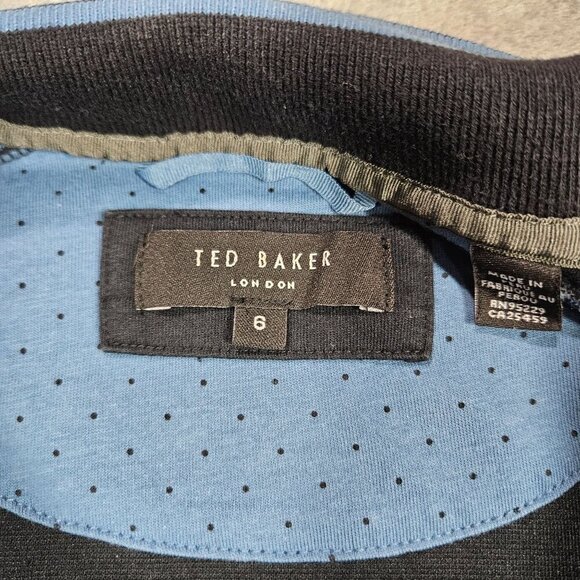 TED BAKER
LONDON
6
MADE IN
FABRIQUÉ AU
PEROU
RN95229
CA25459